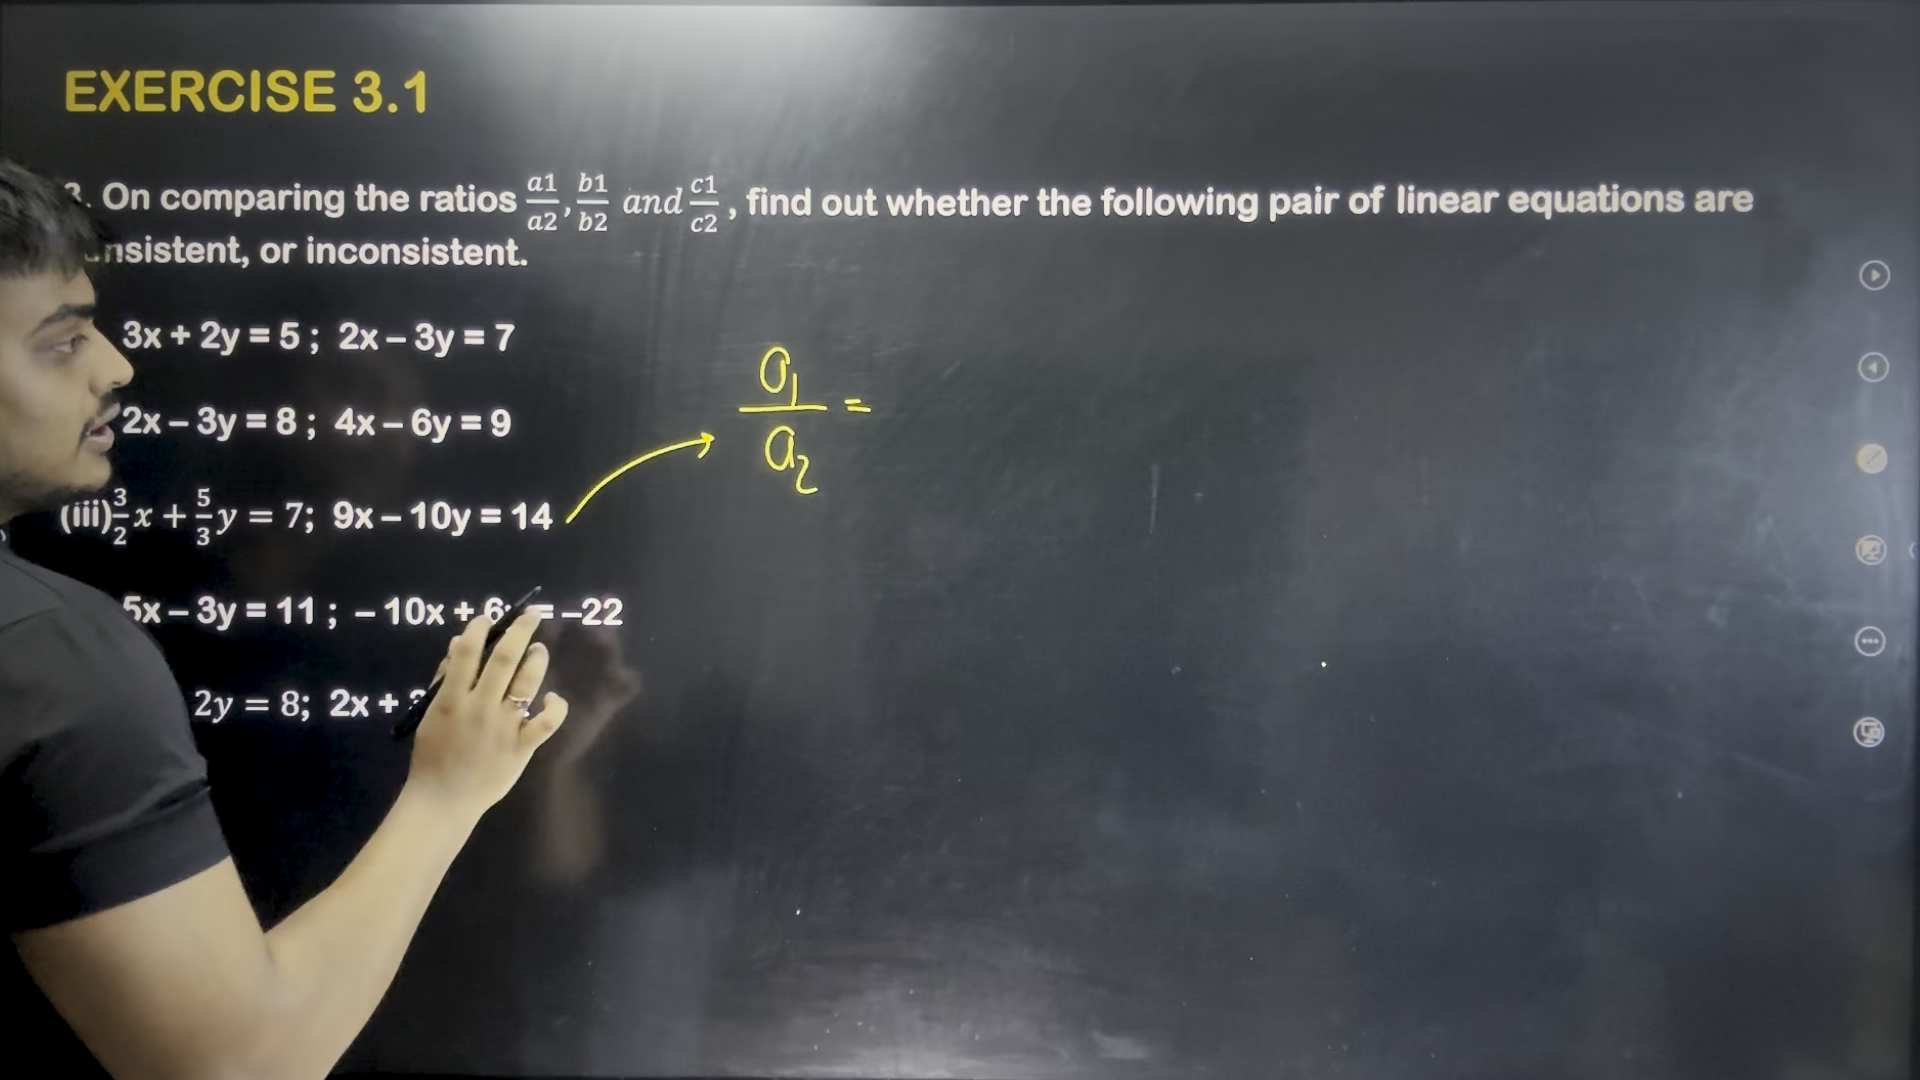 EXERCISE 3.1
. On comparing the ratios a1/a2, b1/b2 and c1/c2, find out whether the following pair of linear equations are
nsistent, or inconsistent.
3x + 2y = 5 ; 2x – 3y = 7
2x – 3y = 8 ; 4x – 6y = 9
(iii) 3/2 x + 5/3 y = 7; 9x – 10y = 14
5x – 3y = 11 ; – 10x + 6 = –22
2y = 8; 2x +
a₁/a₂ =